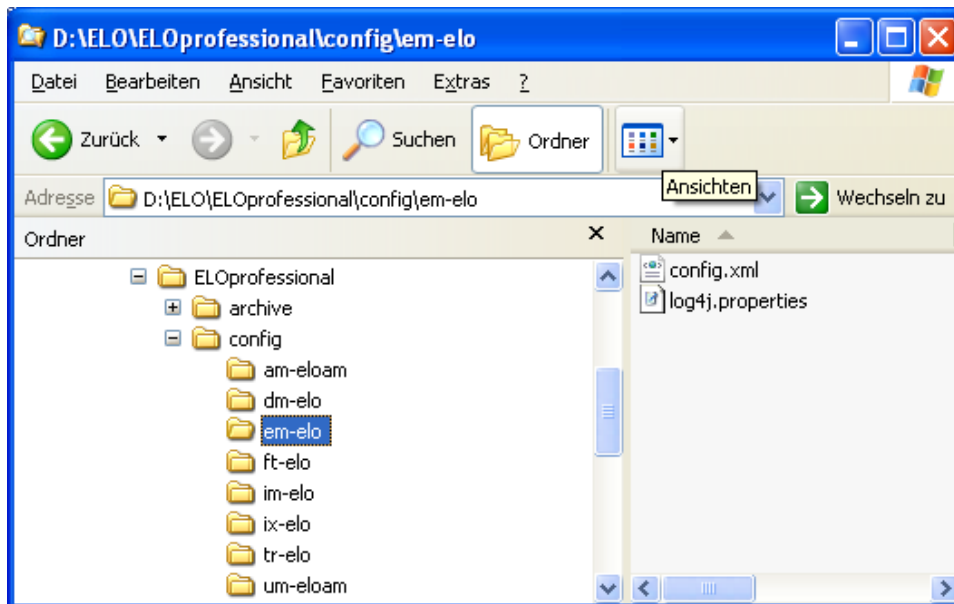 D:\ELO\ELOprofessional\config\em-elo
Datei Bearbeiten Ansicht Favoriten Extras ?
Zurück Suchen Ordner
Ansichten
Adresse D:\ELO\ELOprofessional\config\em-elo Wechseln zu
Ordner
ELOprofessional
archive
config
am-eloam
dm-elo
em-elo
ft-elo
im-elo
ix-elo
tr-elo
um-eloam
Name
config.xml
log4j.properties